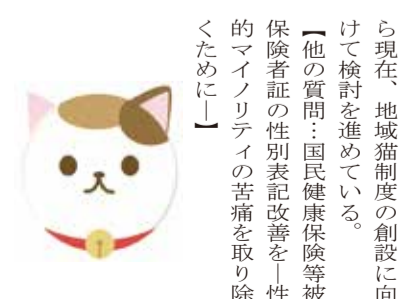 ら現在、地域猫制度の創設に向
けて検討を進めている。
【他の質問…国民健康保険等被
保険者証の性別表記改善を―性
的マイノリティの苦痛を取り除
くために―】